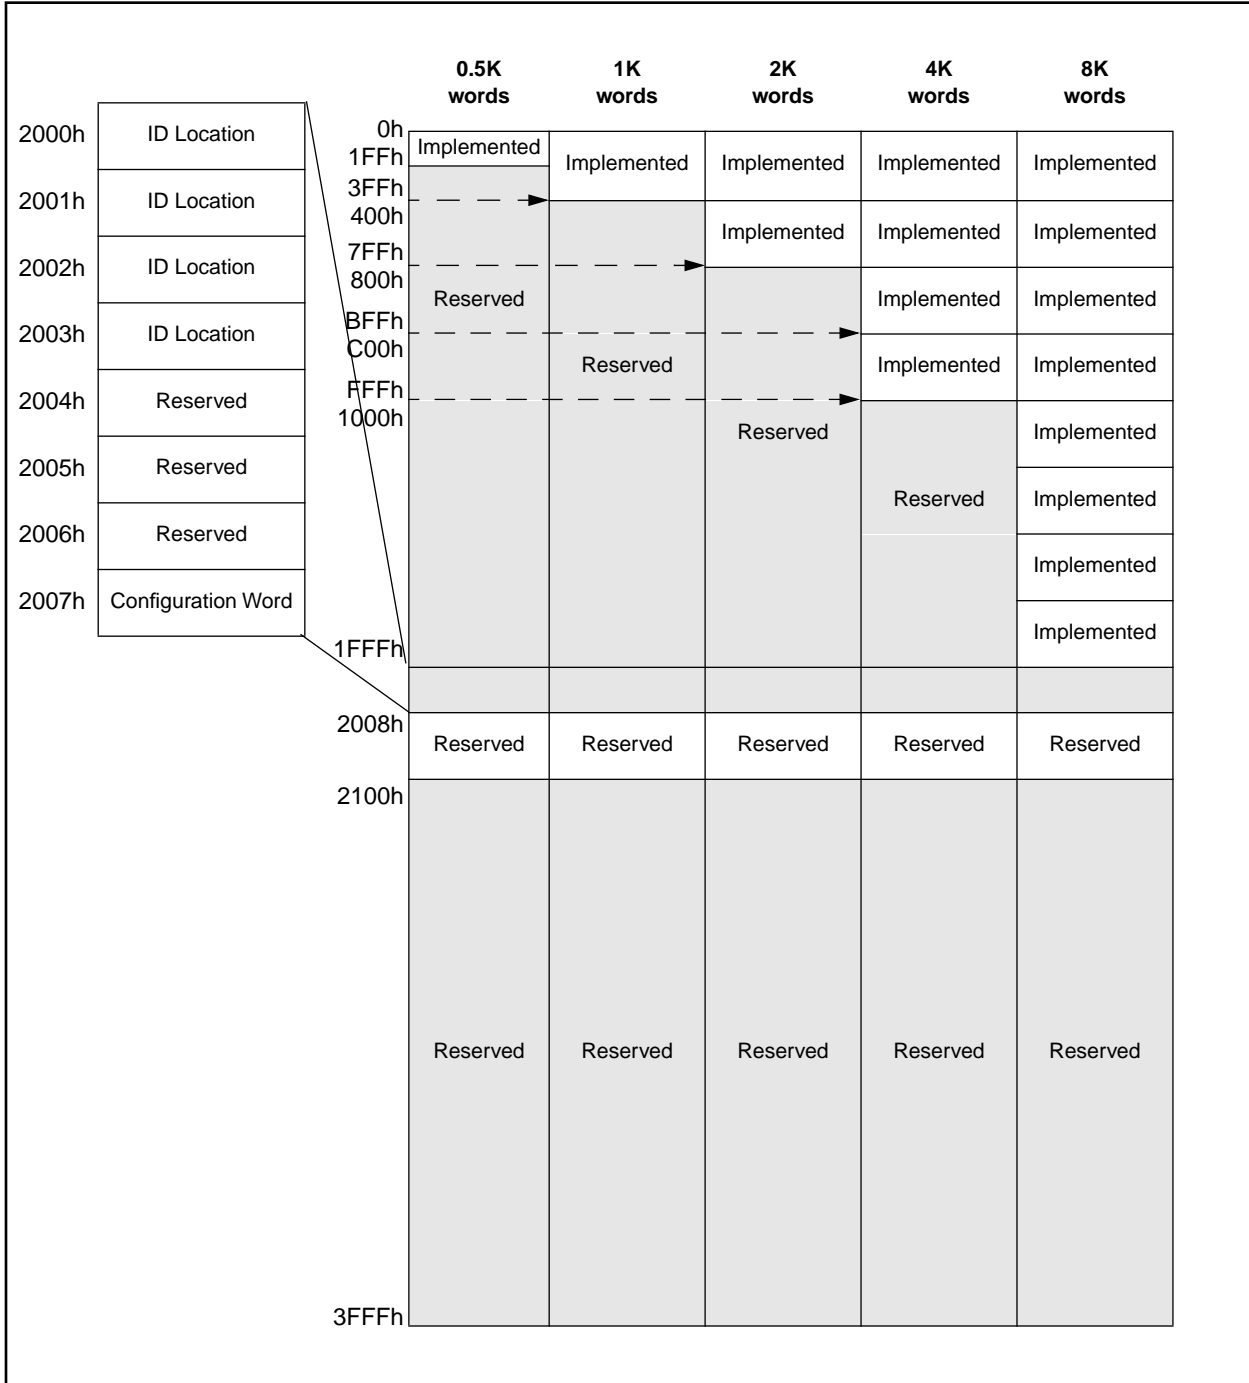 0.5K words
1K words
2K words
4K words
8K words
2000h ID Location
2001h ID Location
2002h ID Location
2003h ID Location
2004h Reserved
2005h Reserved
2006h Reserved
2007h Configuration Word
0h
1FFh
3FFh
400h
7FFh
800h
BFFh
C00h
FFFh
1000h
1FFFh
2008h
2100h
3FFFh
Implemented
Reserved
Reserved
Reserved
Implemented
Reserved
Reserved
Reserved
Implemented
Implemented
Reserved
Reserved
Reserved
Implemented
Implemented
Implemented
Implemented
Reserved
Reserved
Reserved
Implemented
Implemented
Implemented
Implemented
Implemented
Implemented
Implemented
Implemented
Reserved
Reserved